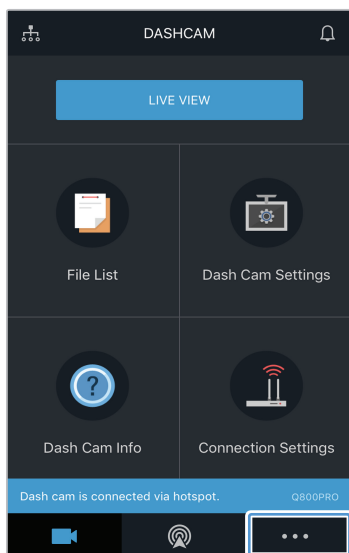 DASHCAM
LIVE VIEW
File List
Dash Cam Settings
?
Dash Cam Info
Connection Settings
Dash cam is connected via hotspot.
Q800PRO